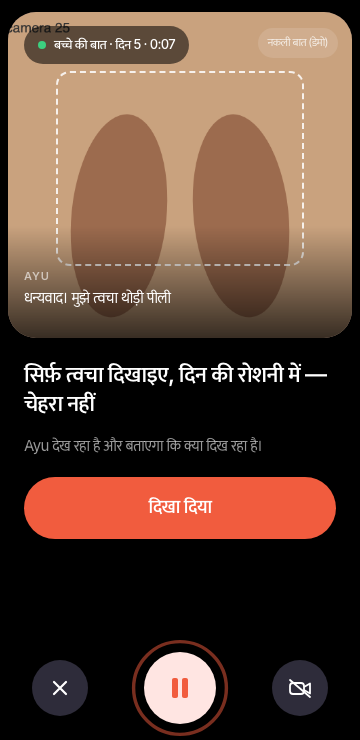 camera 25
बच्चे की बात · दिन 5 · 0:07
नकली बात (डेमो)
AYU
धन्यवाद। मुझे त्वचा थोड़ी पीली
सिर्फ़ त्वचा दिखाइए, दिन की रोशनी में —
चेहरा नहीं
Ayu देख रहा है और बताएगा कि क्या दिख रहा है।
दिखा दिया